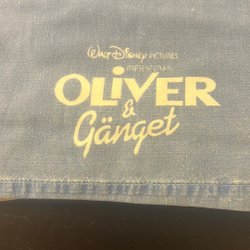 WALT DISNEY PICTURES
PRESENTERAR
OLIVER
&
Gänget